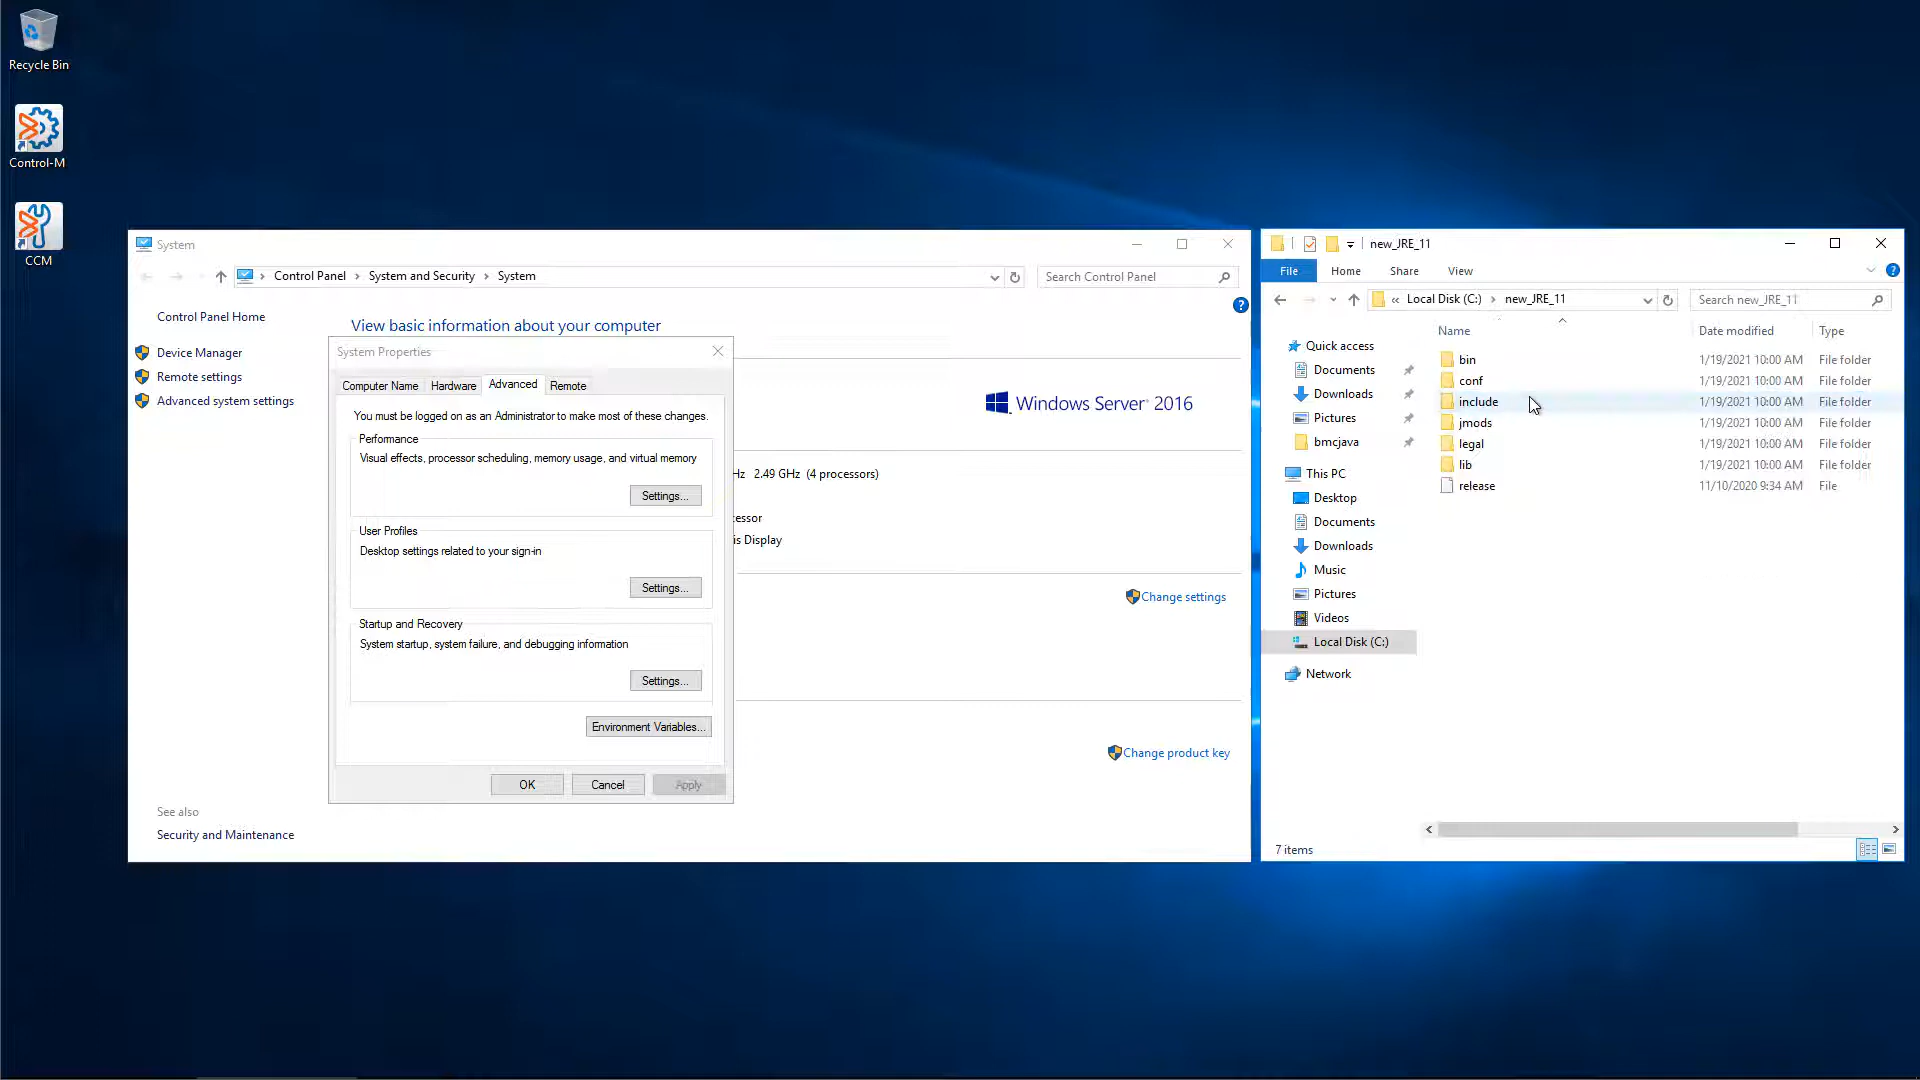 Recycle Bin
Control-M
CCM
System
Control Panel > System and Security > System
Search Control Panel
Control Panel Home
Device Manager
Remote settings
Advanced system settings
See also
Security and Maintenance
View basic information about your computer
Windows Server 2016
Hz 2.49 GHz (4 processors)
essor
is Display
Change settings
Change product key
System Properties
Computer Name
Hardware
Advanced
Remote
You must be logged on as an Administrator to make most of these changes.
Performance
Visual effects, processor scheduling, memory usage, and virtual memory
Settings...
User Profiles
Desktop settings related to your sign-in
Settings...
Startup and Recovery
System startup, system failure, and debugging information
Settings...
Environment Variables...
OK
Cancel
Apply
new_JRE_11
File
Home
Share
View
« Local Disk (C:) > new_JRE_11
Search new_JRE_11
Quick access
Documents
Downloads
Pictures
bmcjava
This PC
Desktop
Documents
Downloads
Music
Pictures
Videos
Local Disk (C:)
Network
Name Date modified Type
bin 1/19/2021 10:00 AM File folder
conf 1/19/2021 10:00 AM File folder
include 1/19/2021 10:00 AM File folder
jmods 1/19/2021 10:00 AM File folder
legal 1/19/2021 10:00 AM File folder
lib 1/19/2021 10:00 AM File folder
release 11/10/2020 9:34 AM File
7 items